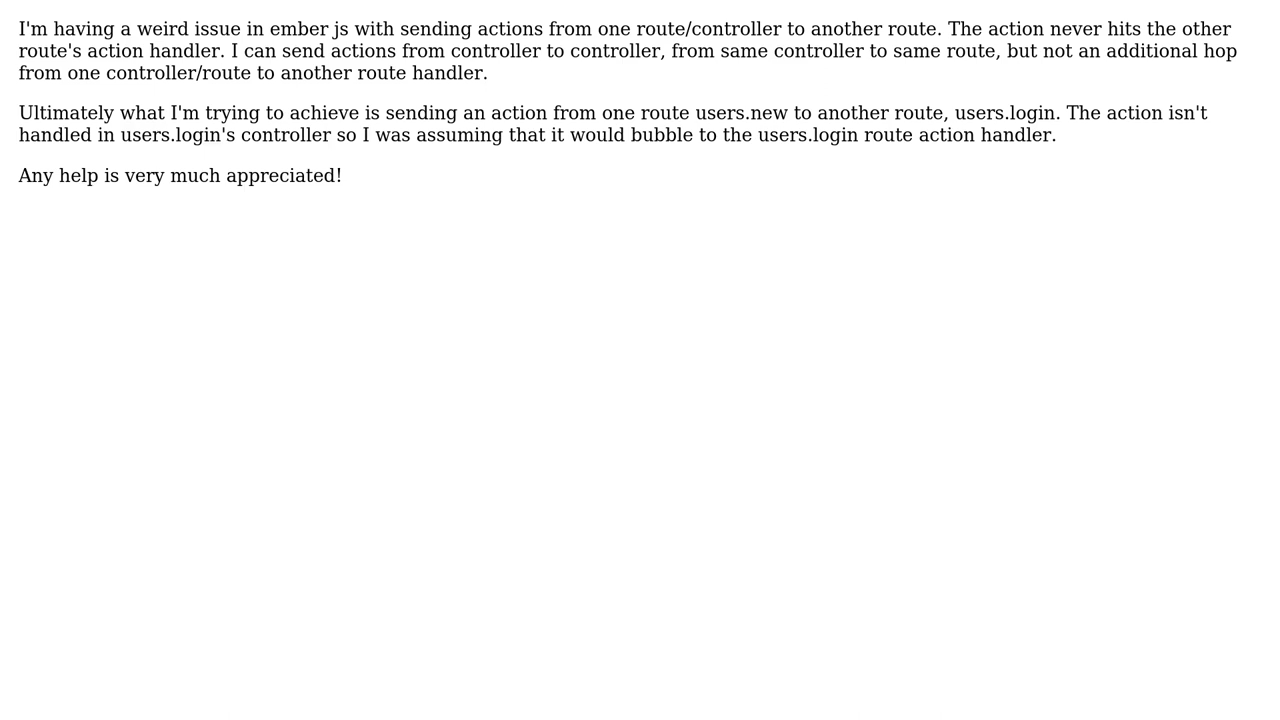 I'm having a weird issue in ember js with sending actions from one route/controller to another route. The action never hits the other
route's action handler. I can send actions from controller to controller, from same controller to same route, but not an additional hop
from one controller/route to another route handler.
Ultimately what I'm trying to achieve is sending an action from one route users.new to another route, users.login. The action isn't
handled in users.login's controller so I was assuming that it would bubble to the users.login route action handler.
Any help is very much appreciated!